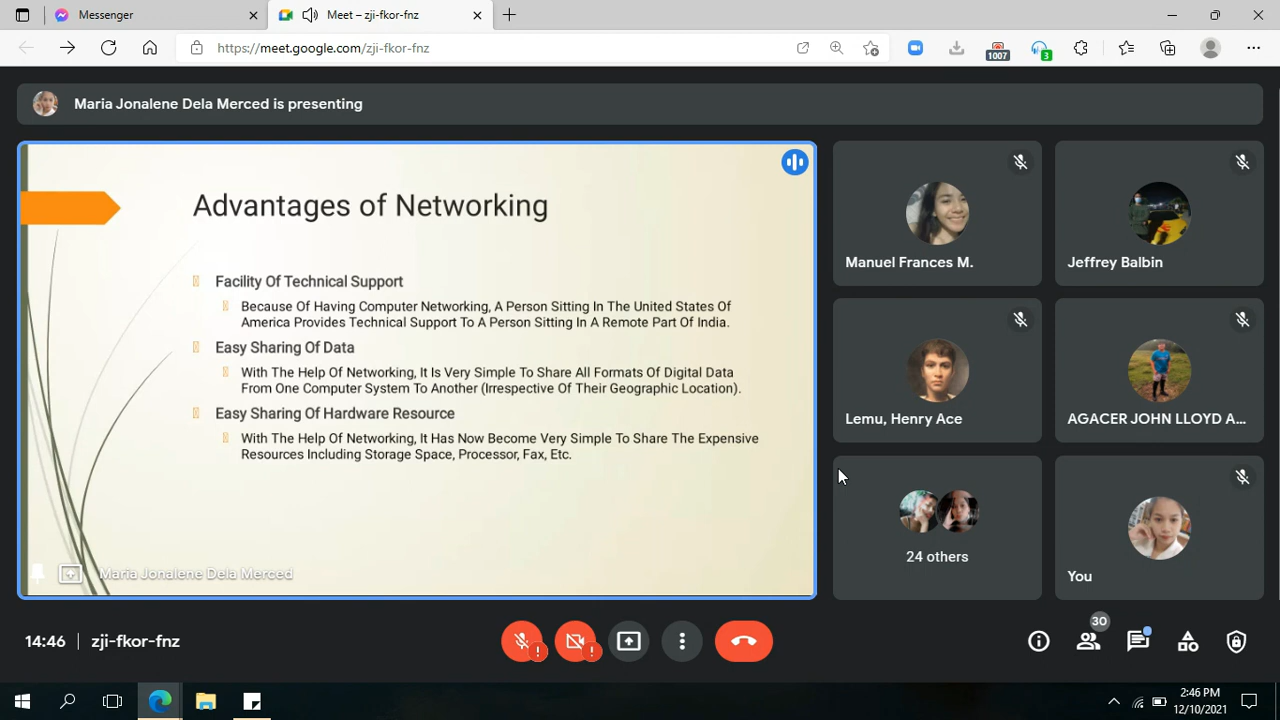 Messenger
Meet – zji-fkor-fnz
https://meet.google.com/zji-fkor-fnz
1007
3
Maria Jonalene Dela Merced is presenting
Advantages of Networking
Facility Of Technical Support
Because Of Having Computer Networking, A Person Sitting In The United States Of
America Provides Technical Support To A Person Sitting In A Remote Part Of India.
Easy Sharing Of Data
With The Help Of Networking, It Is Very Simple To Share All Formats Of Digital Data
From One Computer System To Another (Irrespective Of Their Geographic Location).
Easy Sharing Of Hardware Resource
With The Help Of Networking, It Has Now Become Very Simple To Share The Expensive
Resources Including Storage Space, Processor, Fax, Etc.
Maria Jonalene Dela Merced
Manuel Frances M.
Jeffrey Balbin
Lemu, Henry Ace
AGACER JOHN LLOYD A...
24 others
You
14:46
zji-fkor-fnz
30
2:46 PM
12/10/2021